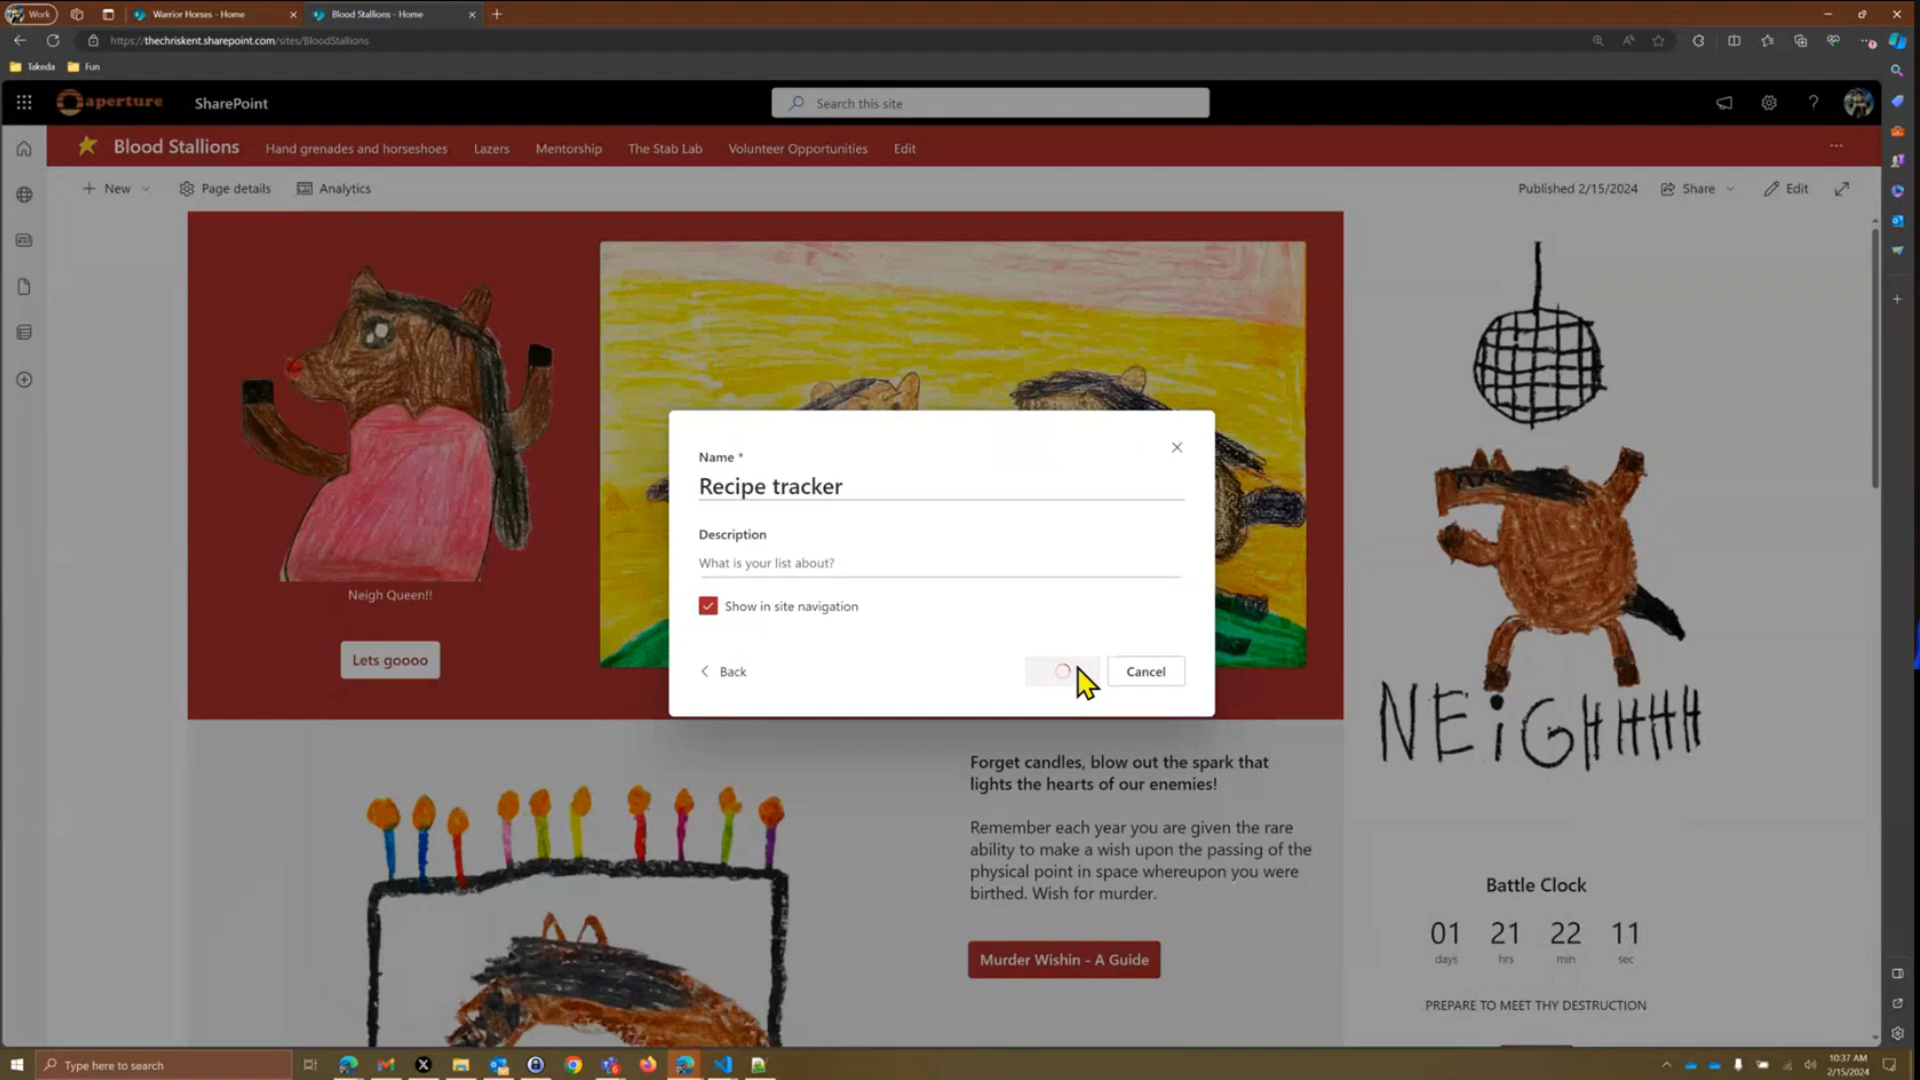 Work
Warrior Horses - Home
Blood Stallions - Home
https://thechriskent.sharepoint.com/sites/BloodStallions
Takeda
Fun
aperture
SharePoint
Search this site
Blood Stallions
Hand grenades and horseshoes
Lazers
Mentorship
The Stab Lab
Volunteer Opportunities
Edit
New
Page details
Analytics
Published 2/15/2024
Share
Edit
Name *
Recipe tracker
Description
What is your list about?
Show in site navigation
Back
Cancel
Neigh Queen!!
Lets goooo
NEiGHHHHH
Forget candles, blow out the spark that
lights the hearts of our enemies!
Remember each year you are given the rare
ability to make a wish upon the passing of the
physical point in space whereupon you were
birthed. Wish for murder.
Murder Wishin - A Guide
Battle Clock
01 21 22 11
days hrs min sec
PREPARE TO MEET THY DESTRUCTION
Type here to search
10:37 AM
2/15/2024